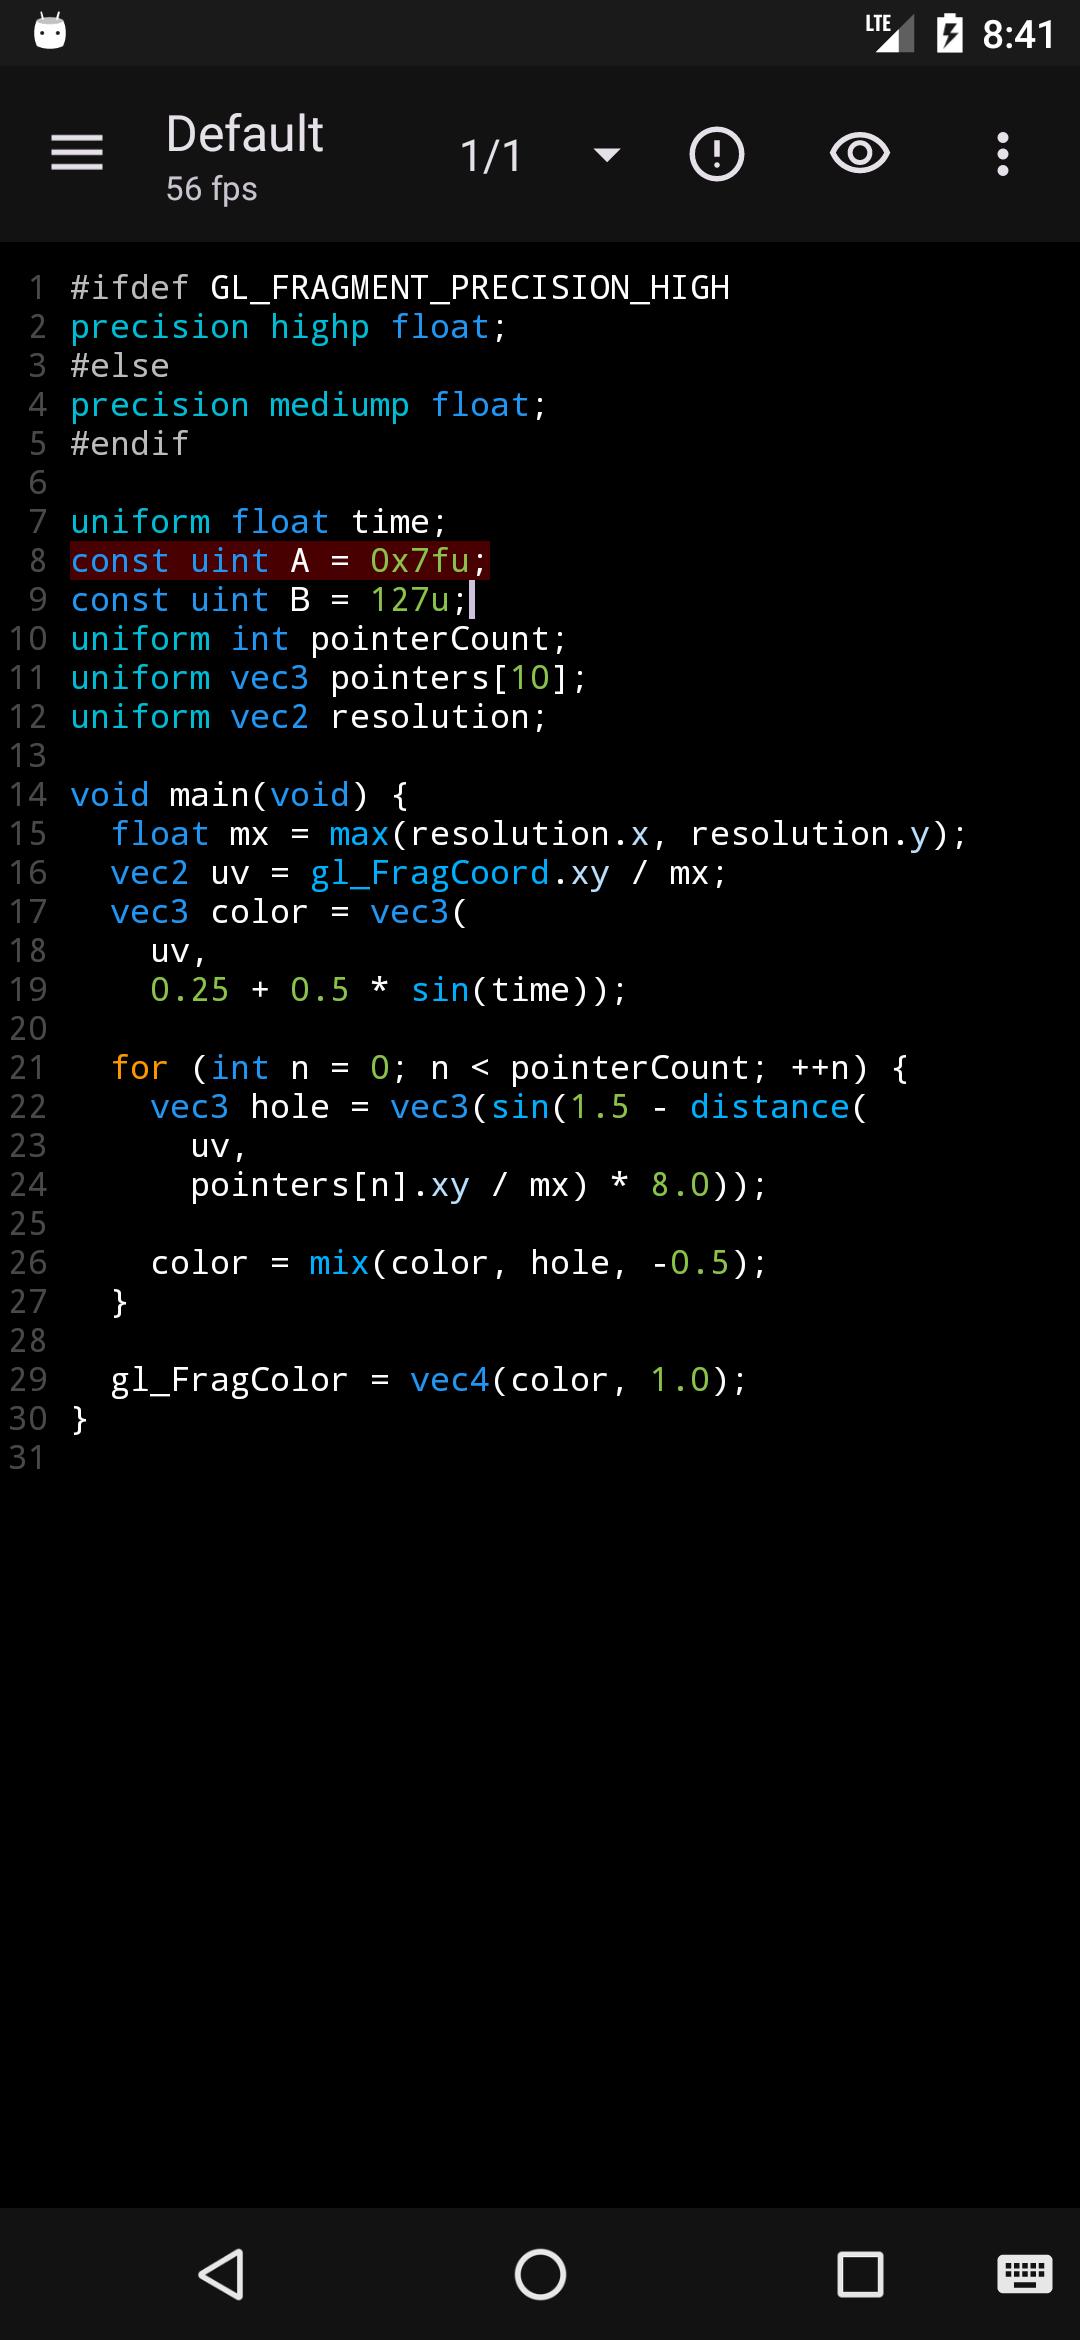 LTE 8:41
Default
56 fps
1/1
1 #ifdef GL_FRAGMENT_PRECISION_HIGH
2 precision highp float;
3 #else
4 precision mediump float;
5 #endif
6
7 uniform float time;
8 const uint A = 0x7fu;
9 const uint B = 127u;
10 uniform int pointerCount;
11 uniform vec3 pointers[10];
12 uniform vec2 resolution;
13
14 void main(void) {
15   float mx = max(resolution.x, resolution.y);
16   vec2 uv = gl_FragCoord.xy / mx;
17   vec3 color = vec3(
18     uv,
19     0.25 + 0.5 * sin(time));
20
21   for (int n = 0; n < pointerCount; ++n) {
22     vec3 hole = vec3(sin(1.5 - distance(
23       uv,
24       pointers[n].xy / mx) * 8.0));
25
26     color = mix(color, hole, -0.5);
27   }
28
29   gl_FragColor = vec4(color, 1.0);
30 }
31